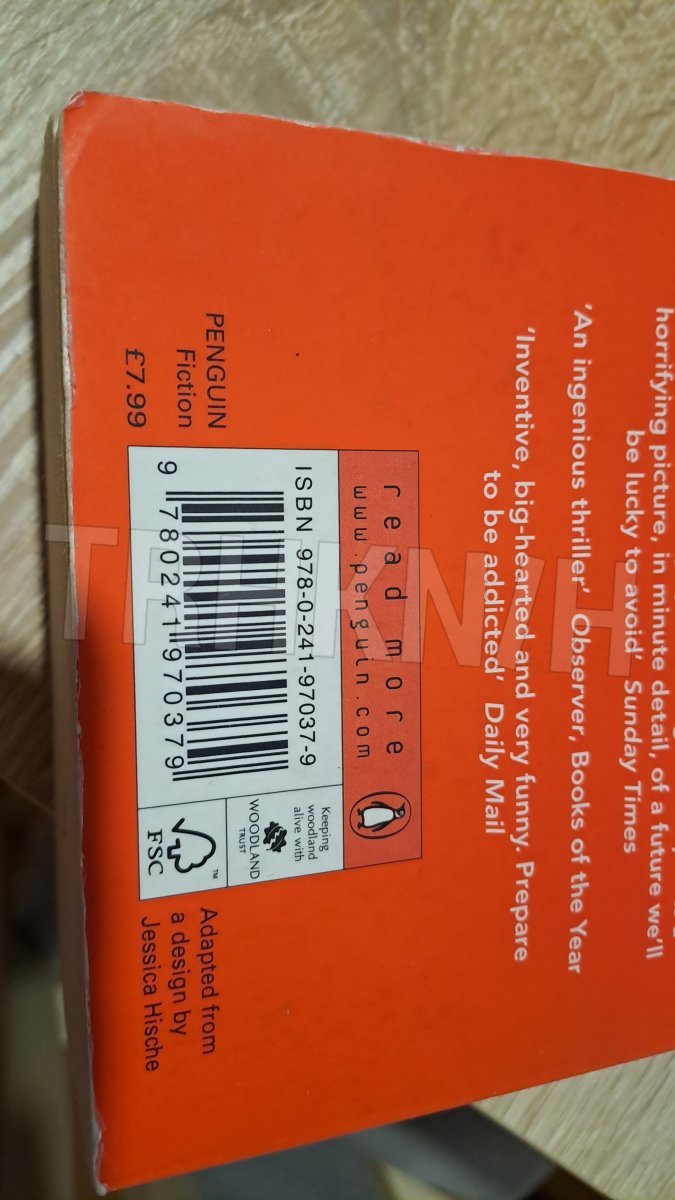 horrifying picture, in minute detail, of a future we'll
be lucky to avoid' Sunday Times
'An ingenious thriller' Observer, Books of the Year
'Inventive, big-hearted and very funny. Prepare
to be addicted' Daily Mail
read more
www.penguin.com
PENGUIN
Fiction
£7.99
ISBN 978-0-241-97037-9
9 780241 970379
Keeping
woodland
alive with
WOODLAND
TRUST
™
FSC
Adapted from
a design by
Jessica Hische